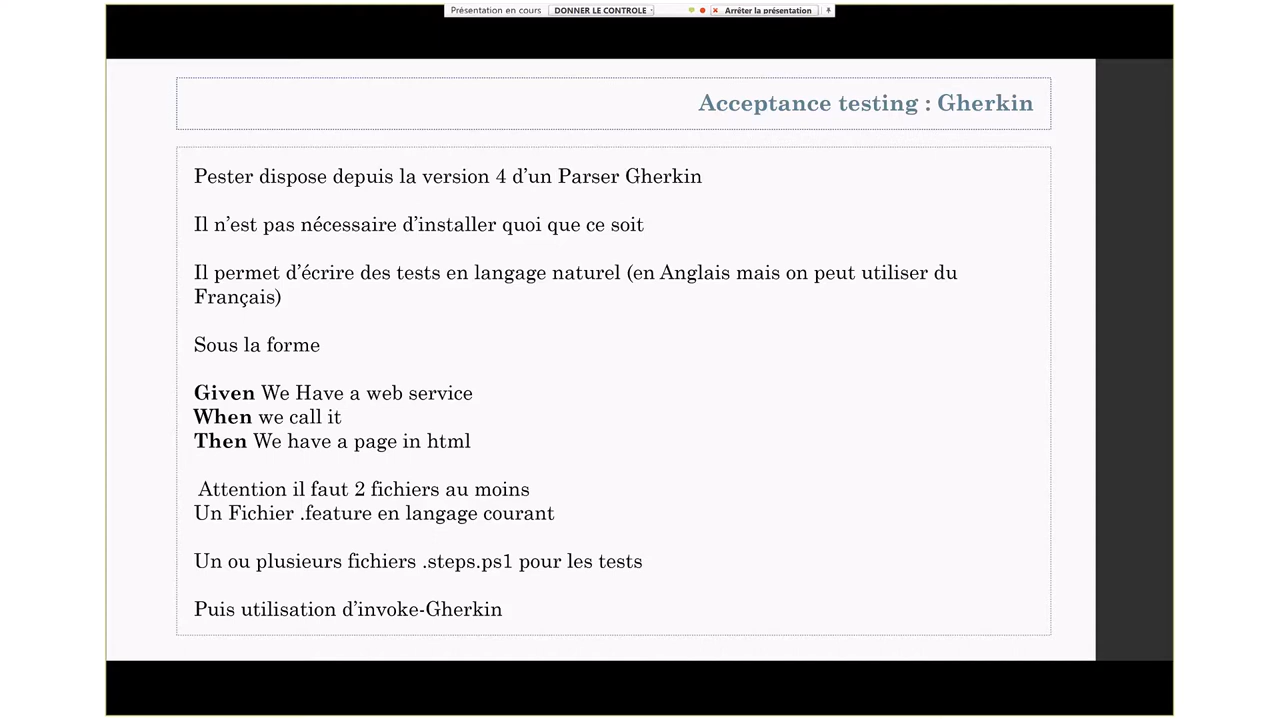 Présentation en cours DONNER LE CONTROLE Arrêter la présentation
Acceptance testing : Gherkin
Pester dispose depuis la version 4 d’un Parser Gherkin
Il n’est pas nécessaire d’installer quoi que ce soit
Il permet d’écrire des tests en langage naturel (en Anglais mais on peut utiliser du
Français)
Sous la forme
Given We Have a web service
When we call it
Then We have a page in html
Attention il faut 2 fichiers au moins
Un Fichier .feature en langage courant
Un ou plusieurs fichiers .steps.ps1 pour les tests
Puis utilisation d’invoke-Gherkin